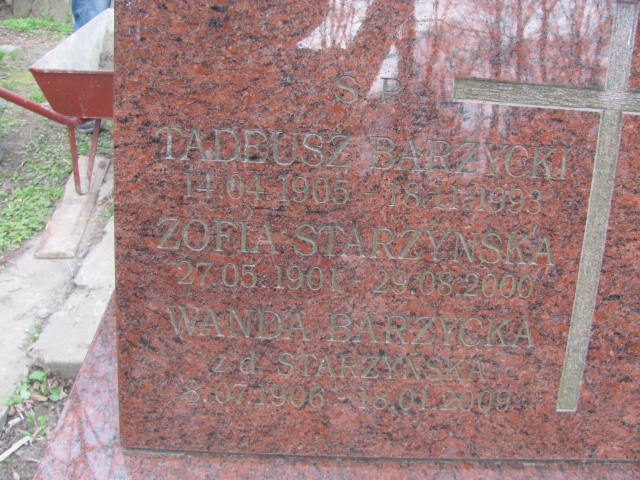 Ś.P.
TADEUSZ BARZYCKI
14.04.1905 - 18.11.1993
ZOFIA STARZYŃSKA
27.05.1901 - 29.08.2000
WANDA BARZYCKA
z d. STARZYŃSKA
8.07.1906 - 18.01.2009